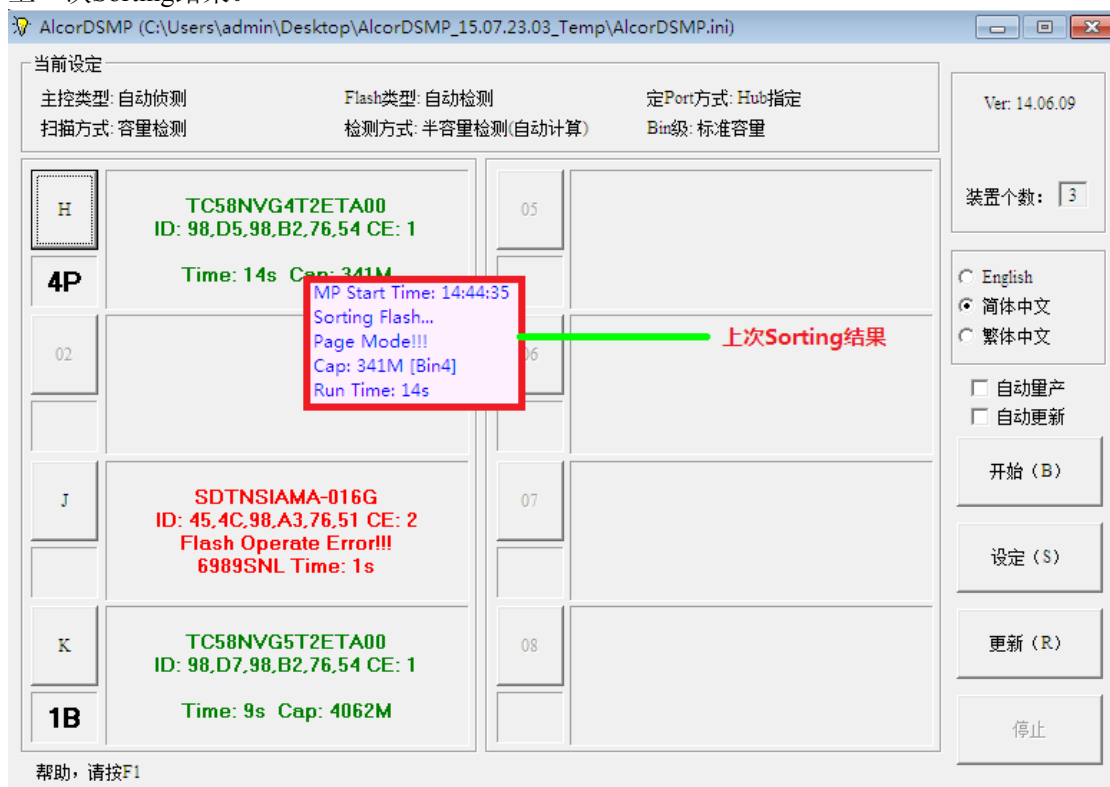 AlcorDSMP (C:\Users\admin\Desktop\AlcorDSMP_15.07.23.03_Temp\AlcorDSMP.ini)
当前设定
主控类型: 自动侦测
Flash类型: 自动检测
定Port方式: Hub指定
扫描方式: 容量检测
检测方式: 半容量检测(自动计算)
Bin级: 标准容量
Ver: 14.06.09
装置个数: 3
H
TC58NVG4T2ETA00
ID: 98,D5,98,B2,76,54 CE: 1
4P
Time: 14s Cap: 341M
MP Start Time: 14:44:35
Sorting Flash...
Page Mode!!!
Cap: 341M [Bin4]
Run Time: 14s
上次Sorting结果
02
J
SDTNSIAMA-016G
ID: 45,4C,98,A3,76,51 CE: 2
Flash Operate Error!!!
6989SNL Time: 1s
K
TC58NVG5T2ETA00
ID: 98,D7,98,B2,76,54 CE: 1
1B
Time: 9s Cap: 4062M
05
06
07
08
English
简体中文
繁体中文
自动量产
自动更新
开始（B）
设定（S）
更新（R）
停止
帮助，请按F1